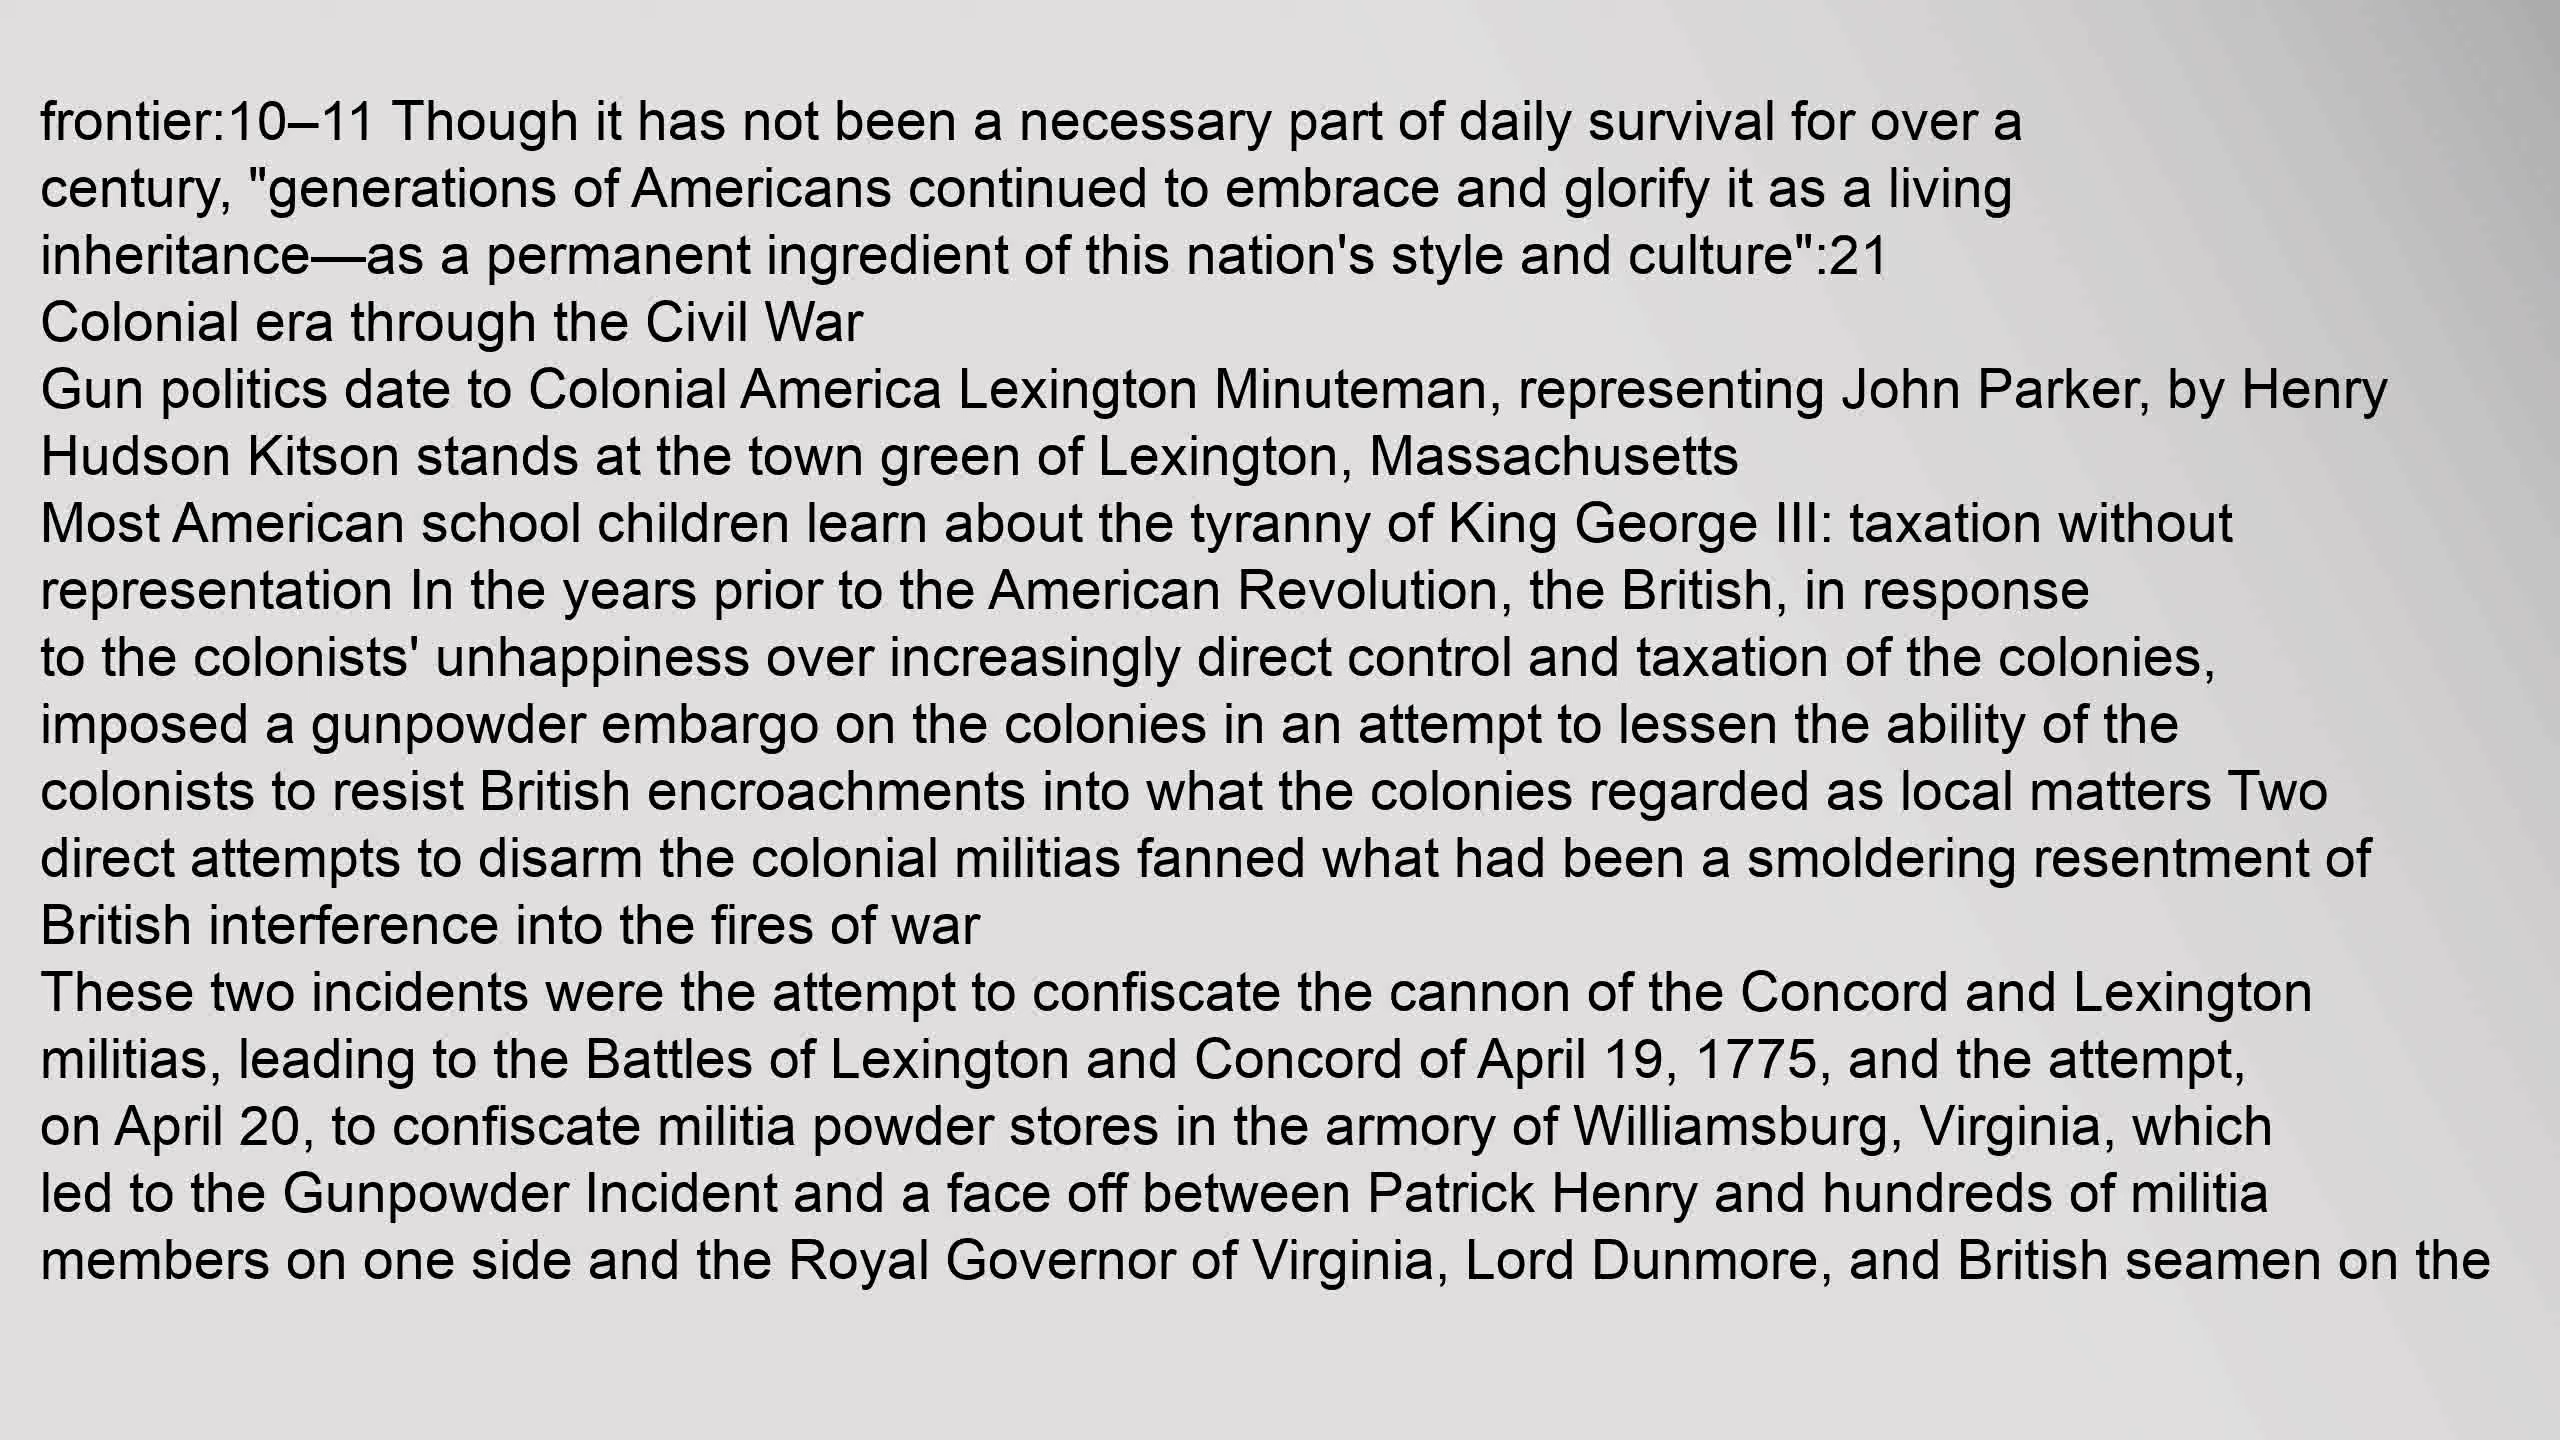 frontier:10–11 Though it has not been a necessary part of daily survival for over a
century, "generations of Americans continued to embrace and glorify it as a living
inheritance—as a permanent ingredient of this nation's style and culture":21
Colonial era through the Civil War
Gun politics date to Colonial America Lexington Minuteman, representing John Parker, by Henry
Hudson Kitson stands at the town green of Lexington, Massachusetts
Most American school children learn about the tyranny of King George III: taxation without
representation In the years prior to the American Revolution, the British, in response
to the colonists' unhappiness over increasingly direct control and taxation of the colonies,
imposed a gunpowder embargo on the colonies in an attempt to lessen the ability of the
colonists to resist British encroachments into what the colonies regarded as local matters Two
direct attempts to disarm the colonial militias fanned what had been a smoldering resentment of
British interference into the fires of war
These two incidents were the attempt to confiscate the cannon of the Concord and Lexington
militias, leading to the Battles of Lexington and Concord of April 19, 1775, and the attempt,
on April 20, to confiscate militia powder stores in the armory of Williamsburg, Virginia, which
led to the Gunpowder Incident and a face off between Patrick Henry and hundreds of militia
members on one side and the Royal Governor of Virginia, Lord Dunmore, and British seamen on the